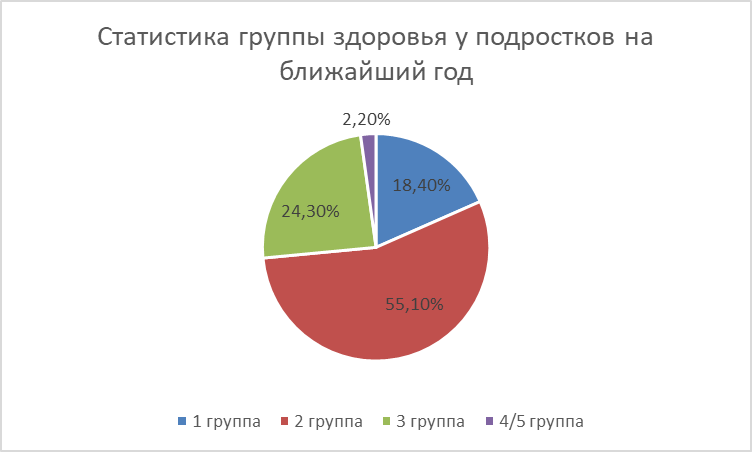 Статистика группы здоровья у подростков на
ближайший год
2,20%
18,40%
24,30%
55,10%
1 группа 2 группа 3 группа 4/5 группа